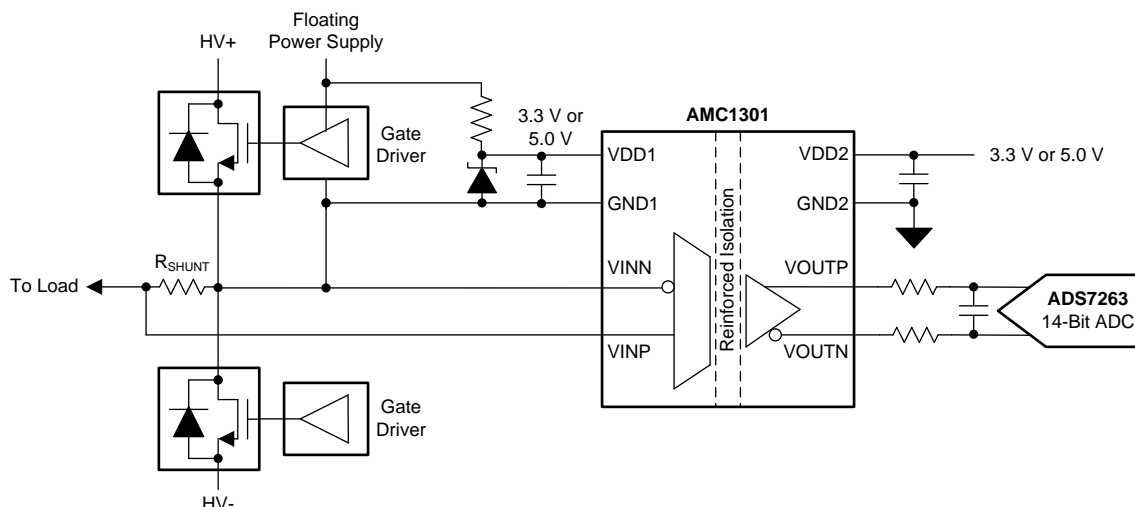 Floating
Power Supply
HV+
Gate
Driver
3.3 V or
5.0 V
AMC1301
VDD1
VDD2
3.3 V or 5.0 V
GND1
GND2
Reinforced Isolation
RSHUNT
To Load
VINN
VOUTP
ADS7263
14-Bit ADC
VINP
VOUTN
Gate
Driver
HV-